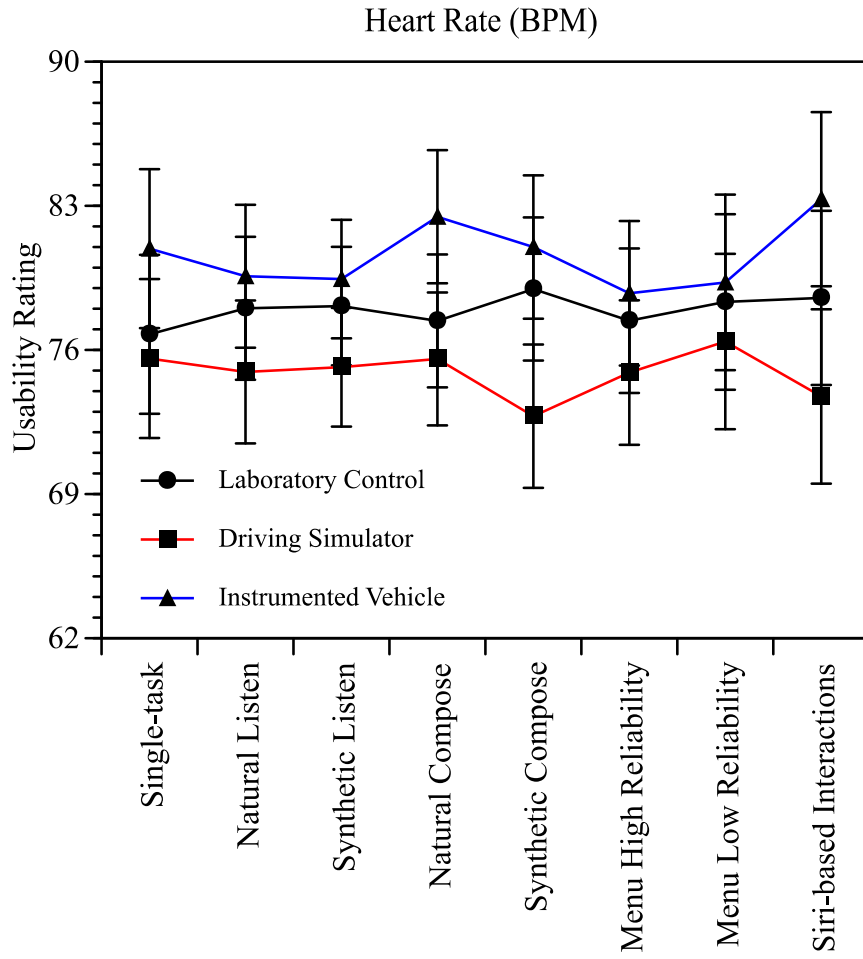 Heart Rate (BPM)
90
83
76
69
62
Usability Rating
Laboratory Control
Driving Simulator
Instrumented Vehicle
Single-task
Natural Listen
Synthetic Listen
Natural Compose
Synthetic Compose
Menu High Reliability
Menu Low Reliability
Siri-based Interactions